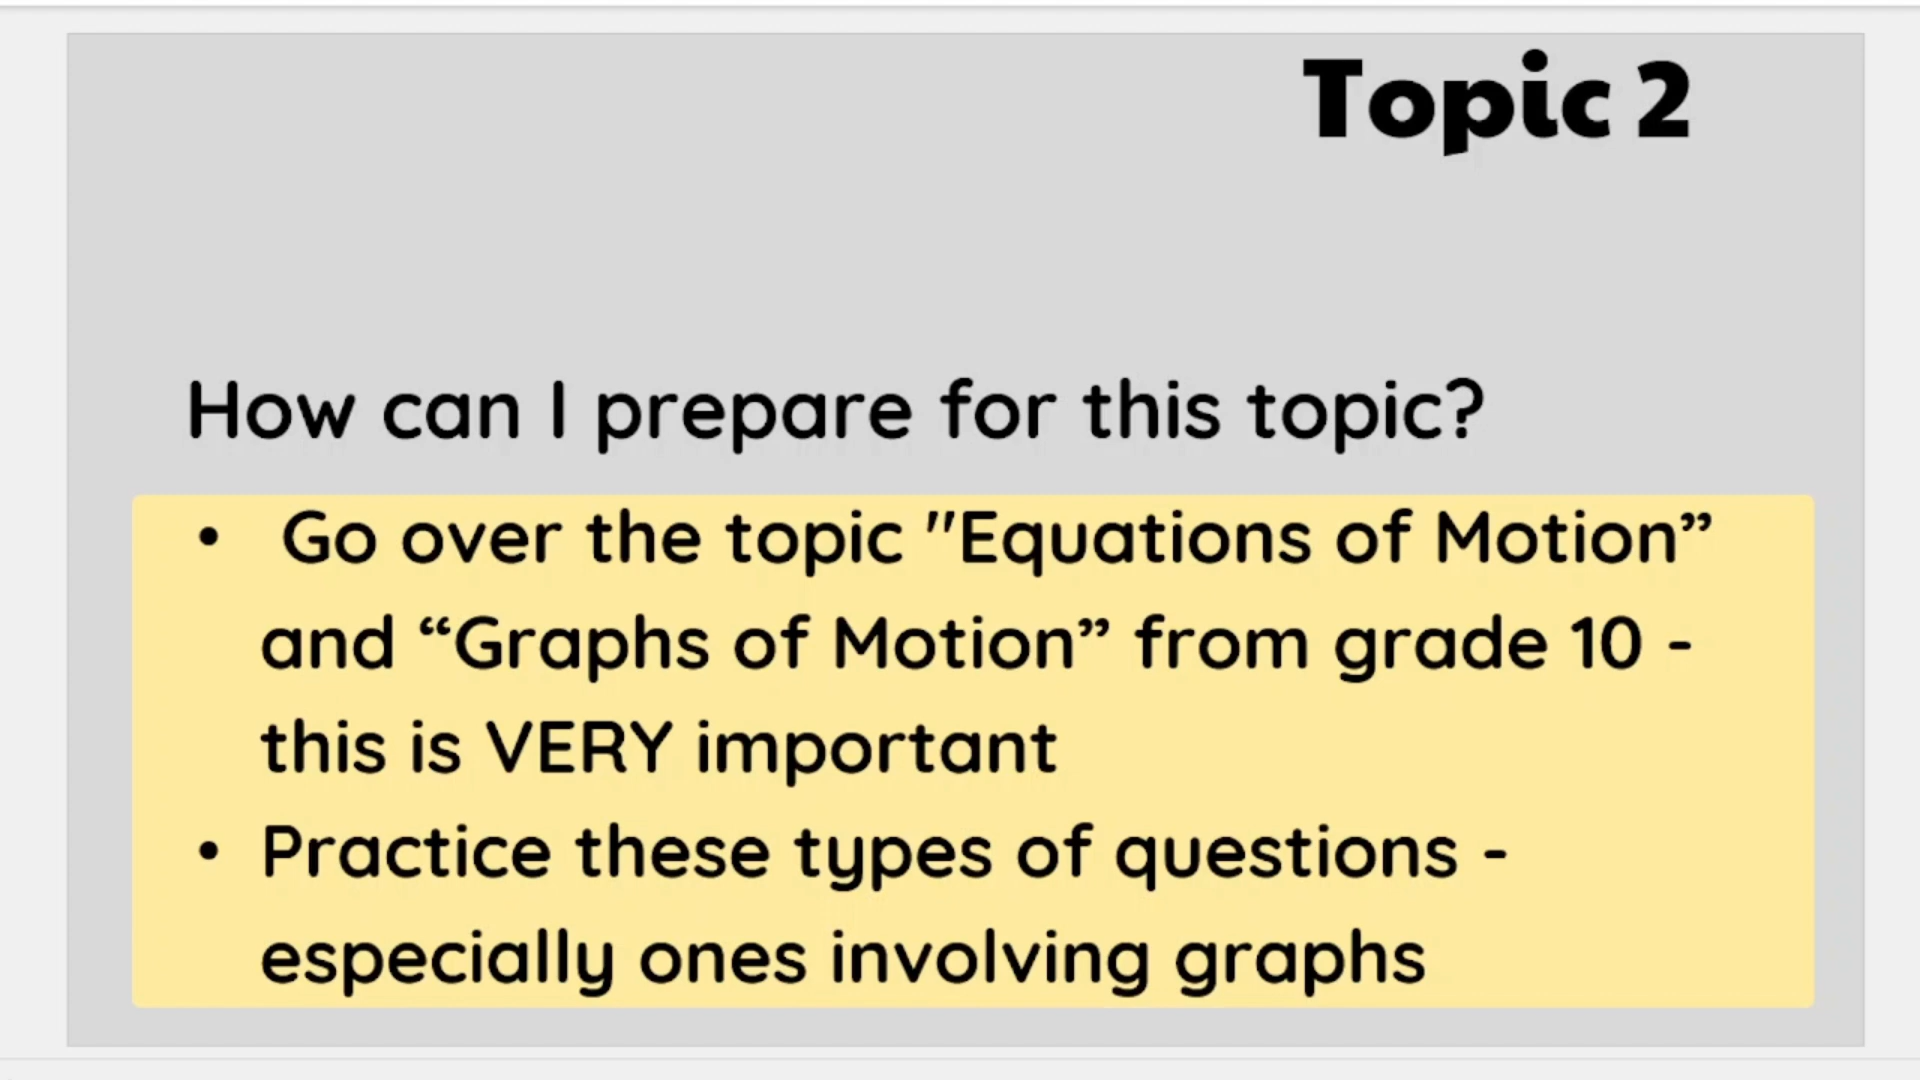 Topic 2
How can I prepare for this topic?
• Go over the topic "Equations of Motion”
and “Graphs of Motion” from grade 10 -
this is VERY important
• Practice these types of questions -
especially ones involving graphs